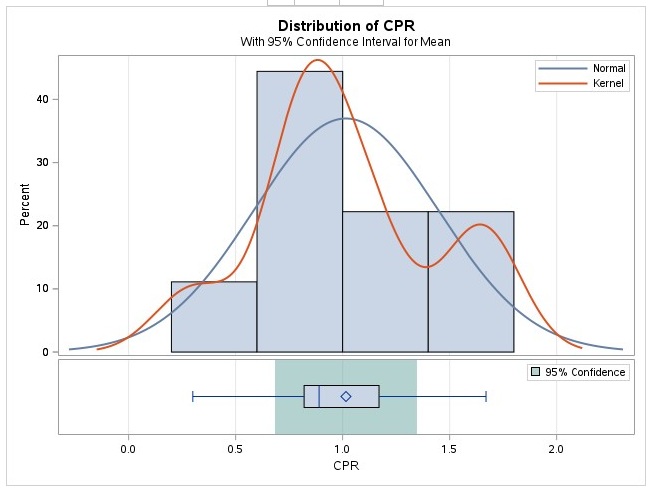 Distribution of CPR
With 95% Confidence Interval for Mean
Normal
Kernel
Percent
40
30
20
10
0
95% Confidence
0.0 0.5 1.0 1.5 2.0
CPR